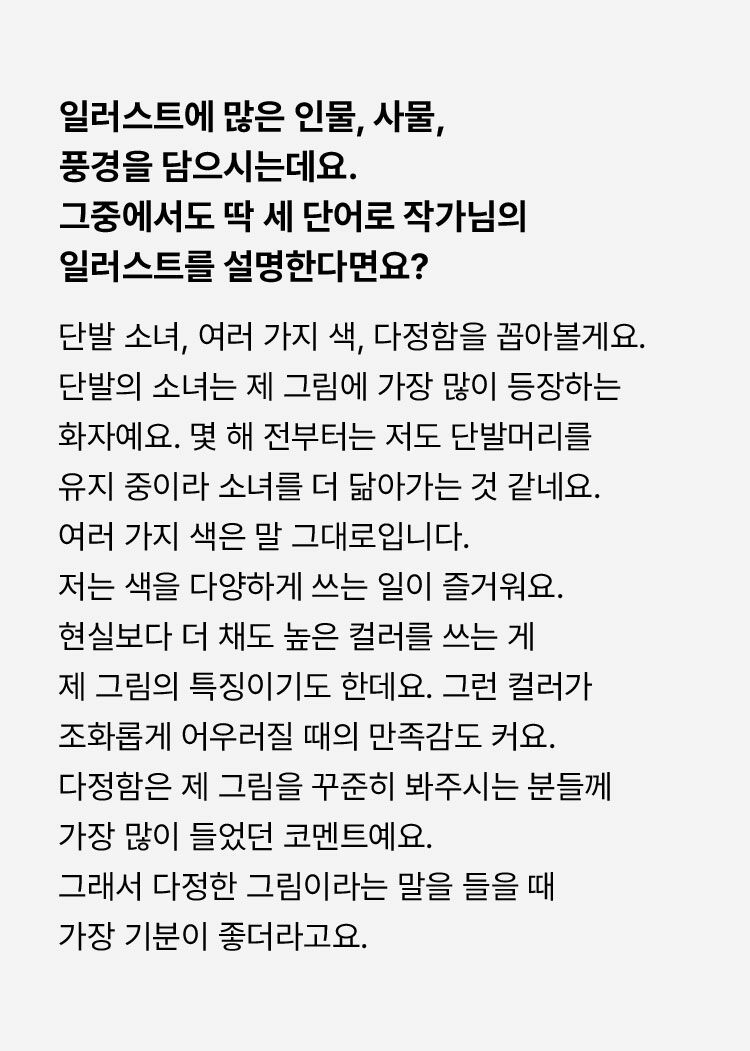 일러스트에 많은 인물, 사물,
풍경을 담으시는데요.
그중에서도 딱 세 단어로 작가님의
일러스트를 설명한다면요?
단발 소녀, 여러 가지 색, 다정함을 꼽아볼게요.
단발의 소녀는 제 그림에 가장 많이 등장하는
화자예요. 몇 해 전부터는 저도 단발머리를
유지 중이라 소녀를 더 닮아가는 것 같네요.
여러 가지 색은 말 그대로입니다.
저는 색을 다양하게 쓰는 일이 즐거워요.
현실보다 더 채도 높은 컬러를 쓰는 게
제 그림의 특징이기도 한데요. 그런 컬러가
조화롭게 어우러질 때의 만족감도 커요.
다정함은 제 그림을 꾸준히 봐주시는 분들께
가장 많이 들었던 코멘트예요.
그래서 다정한 그림이라는 말을 들을 때
가장 기분이 좋더라고요.